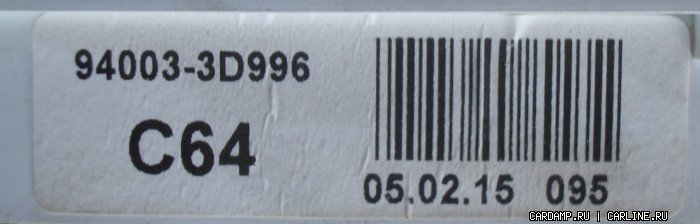 94003-3D996
C64
05.02.15 095
CARDAMP.RU | CARLINE.RU